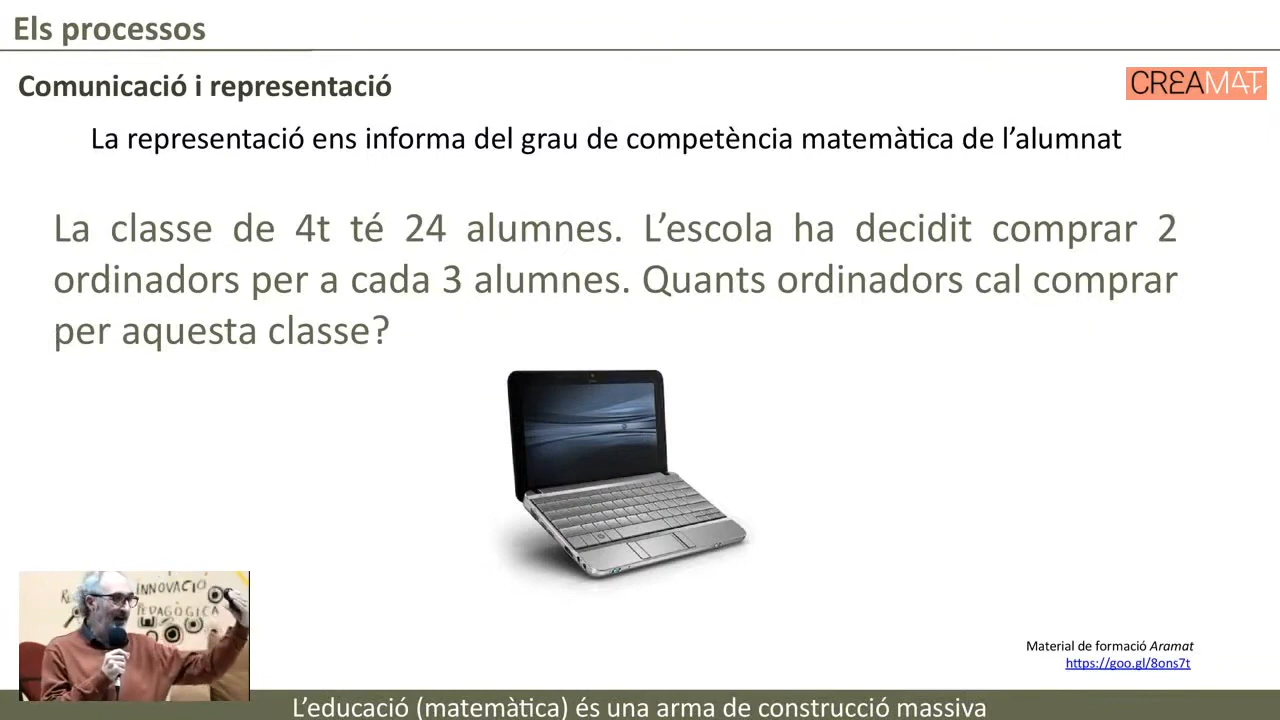 Els processos
Comunicació i representació
CREAMAT
La representació ens informa del grau de competència matemàtica de l'alumnat
La classe de 4t té 24 alumnes. L'escola ha decidit comprar 2
ordinadors per a cada 3 alumnes. Quants ordinadors cal comprar
per aquesta classe?
INNOVACIÓ
PEDAGÒGICA
Material de formació Aramat
https://goo.gl/8ons7t
L'educació (matemàtica) és una arma de construcció massiva